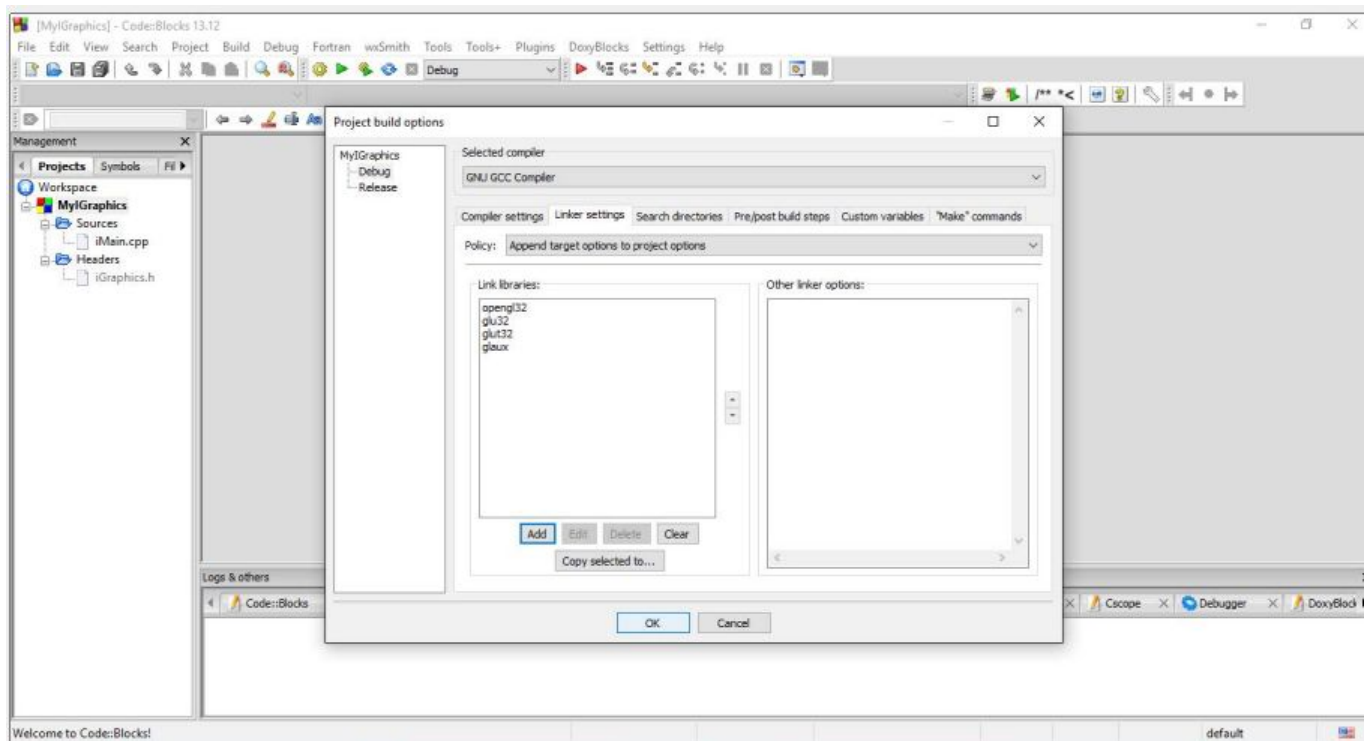 [MyIGraphics] - Code::Blocks 13.12
File Edit View Search Project Build Debug Fortran wxSmith Tools Tools+ Plugins DoxyBlocks Settings Help
Debug
/** *<
Project build options
Management
Projects Symbols Fil
Workspace
MyIGraphics
Sources
iMain.cpp
Headers
iGraphics.h
MyIGraphics
Debug
Release
Selected compiler
GNU GCC Compiler
Compiler settings Linker settings Search directories Pre/post build steps Custom variables "Make" commands
Policy: Append target options to project options
Link libraries:
opengl32
glu32
glut32
glaux
Other linker options:
Add Edit Delete Clear
Copy selected to...
OK Cancel
Logs & others
Code::Blocks Cscope Debugger DoxyBlock
Welcome to Code::Blocks! default